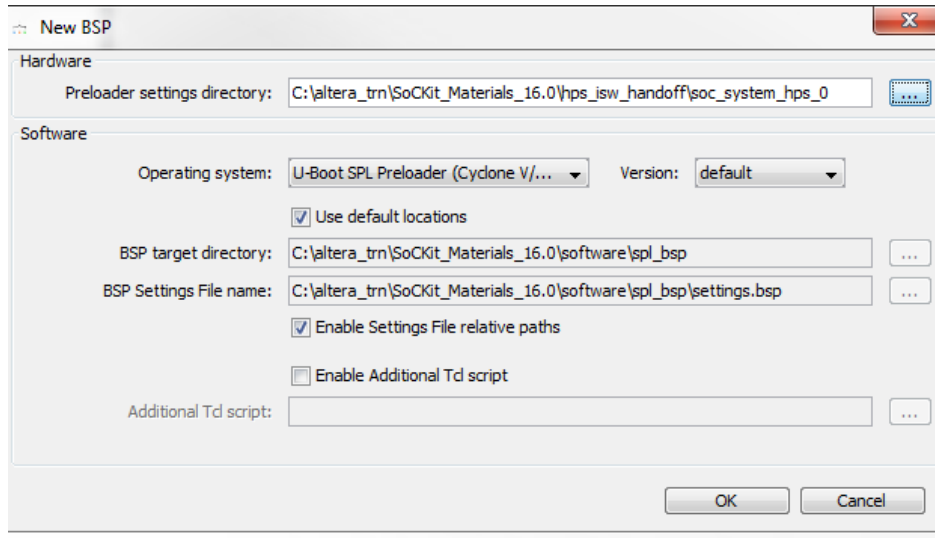 New BSP
Hardware
Preloader settings directory: C:\altera_trn\SoCKit_Materials_16.0\hps_isw_handoff\soc_system_hps_0 ...
Software
Operating system: U-Boot SPL Preloader (Cyclone V/... Version: default
Use default locations
BSP target directory: C:\altera_trn\SoCKit_Materials_16.0\software\spl_bsp ...
BSP Settings File name: C:\altera_trn\SoCKit_Materials_16.0\software\spl_bsp\settings.bsp ...
Enable Settings File relative paths
Enable Additional Tcl script
Additional Tcl script: ...
OK Cancel